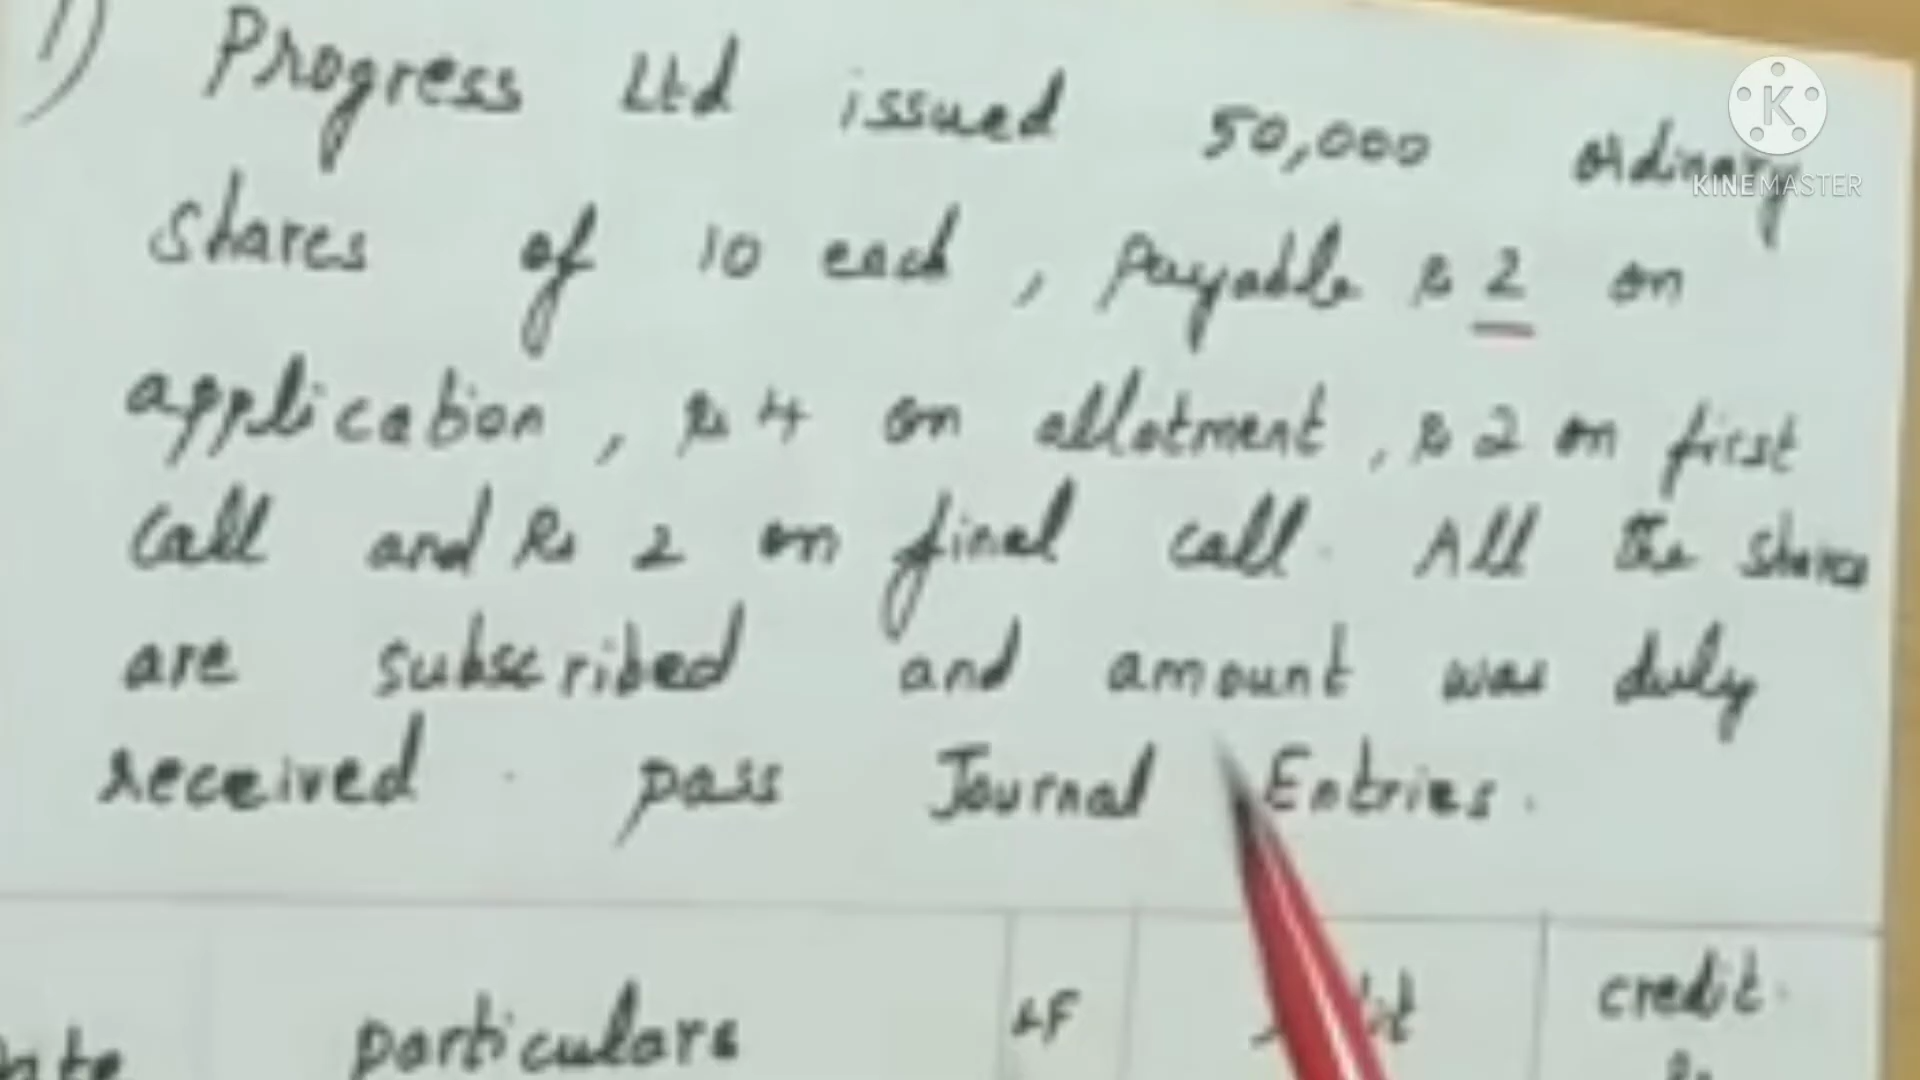 1) Progress Ltd issued 50,000 ordinary
shares of 10 each, payable Rs 2 on
application, Rs 4 on allotment, Rs 2 on first
call and Rs 2 on final call. All the shares
are subscribed and amount was duly
received. pass Journal Entries.
particulars LF credit
Rs
K
KINEMASTER